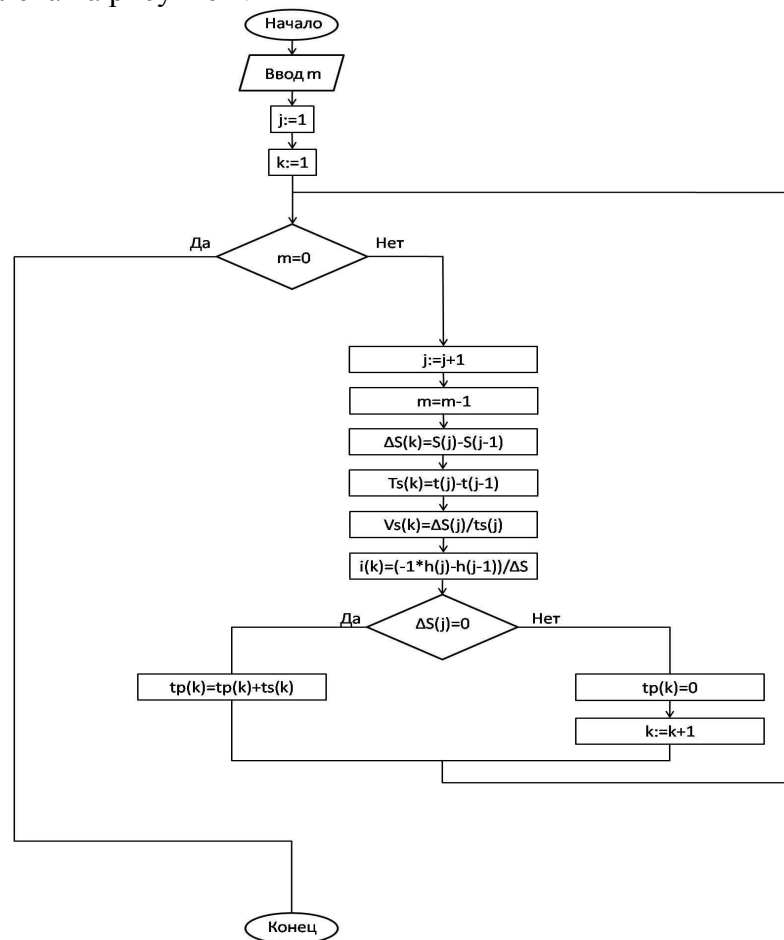 Начало
Ввод m
j:=1
k:=1
Да
Нет
m=0
j:=j+1
m=m-1
ΔS(k)=S(j)-S(j-1)
Ts(k)=t(j)-t(j-1)
Vs(k)=ΔS(j)/ts(j)
i(k)=(-1*h(j)-h(j-1))/ΔS
Да
ΔS(j)=0
Нет
tp(k)=tp(k)+ts(k)
tp(k)=0
k:=k+1
Конец